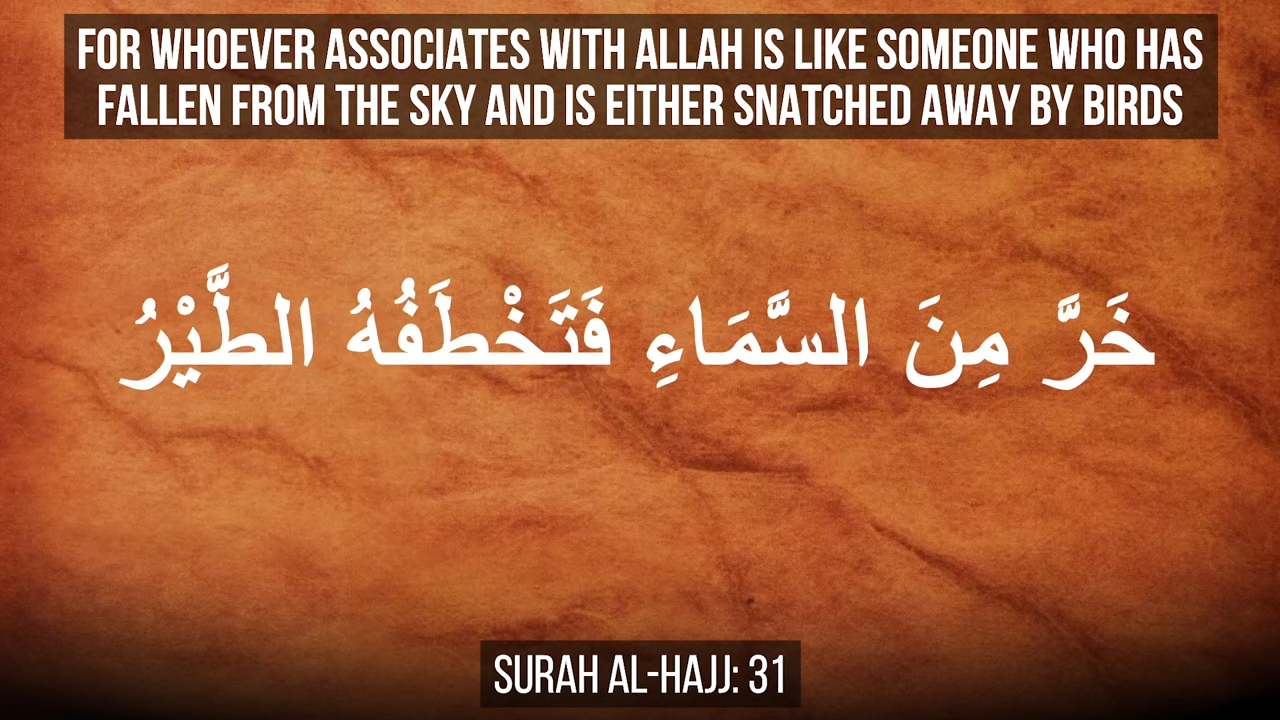 FOR WHOEVER ASSOCIATES WITH ALLAH IS LIKE SOMEONE WHO HAS
FALLEN FROM THE SKY AND IS EITHER SNATCHED AWAY BY BIRDS
خَرَّ مِنَ السَّمَاءِ فَتَخْطَفُهُ الطَّيْرُ
SURAH AL-HAJJ: 31